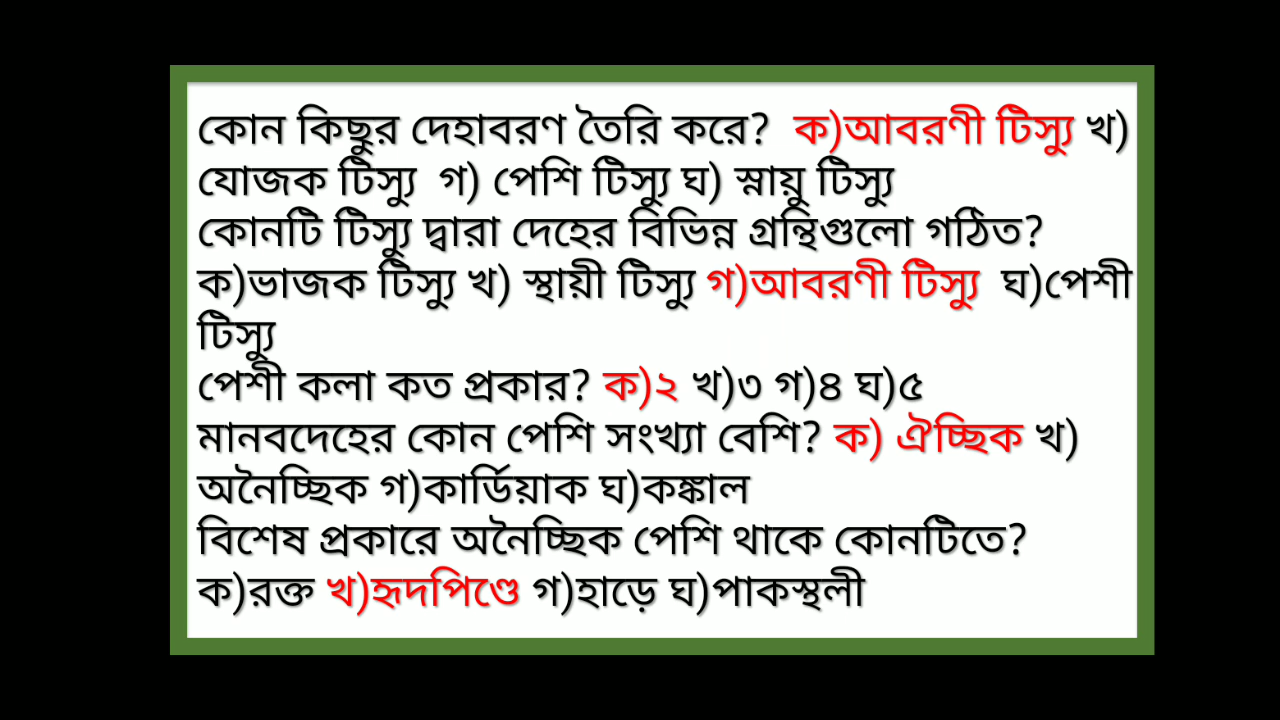 কোন কিছুর দেহাবরণ তৈরি করে? ক)আবরণী টিস্যু খ)
যোজক টিস্যু গ) পেশি টিস্যু ঘ) স্নায়ু টিস্যু
কোনটি টিস্যু দ্বারা দেহের বিভিন্ন গ্রন্থিগুলো গঠিত?
ক)ভাজক টিস্যু খ) স্থায়ী টিস্যু গ)আবরণী টিস্যু ঘ)পেশী
টিস্যু
পেশী কলা কত প্রকার? ক)২ খ)৩ গ)৪ ঘ)৫
মানবদেহের কোন পেশি সংখ্যা বেশি? ক) ঐচ্ছিক খ)
অনৈচ্ছিক গ)কার্ডিয়াক ঘ)কঙ্কাল
বিশেষ প্রকারে অনৈচ্ছিক পেশি থাকে কোনটিতে?
ক)রক্ত খ)হৃদপিণ্ডে গ)হাড়ে ঘ)পাকস্থলী